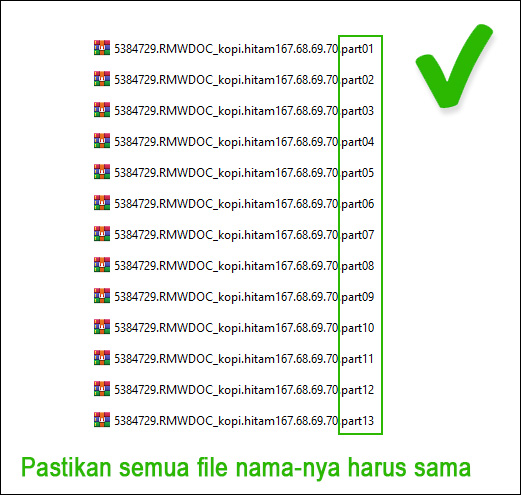 5384729.RMWDOC_kopi.hitam167.68.69.70.part01
5384729.RMWDOC_kopi.hitam167.68.69.70.part02
5384729.RMWDOC_kopi.hitam167.68.69.70.part03
5384729.RMWDOC_kopi.hitam167.68.69.70.part04
5384729.RMWDOC_kopi.hitam167.68.69.70.part05
5384729.RMWDOC_kopi.hitam167.68.69.70.part06
5384729.RMWDOC_kopi.hitam167.68.69.70.part07
5384729.RMWDOC_kopi.hitam167.68.69.70.part08
5384729.RMWDOC_kopi.hitam167.68.69.70.part09
5384729.RMWDOC_kopi.hitam167.68.69.70.part10
5384729.RMWDOC_kopi.hitam167.68.69.70.part11
5384729.RMWDOC_kopi.hitam167.68.69.70.part12
5384729.RMWDOC_kopi.hitam167.68.69.70.part13
Pastikan semua file nama-nya harus sama